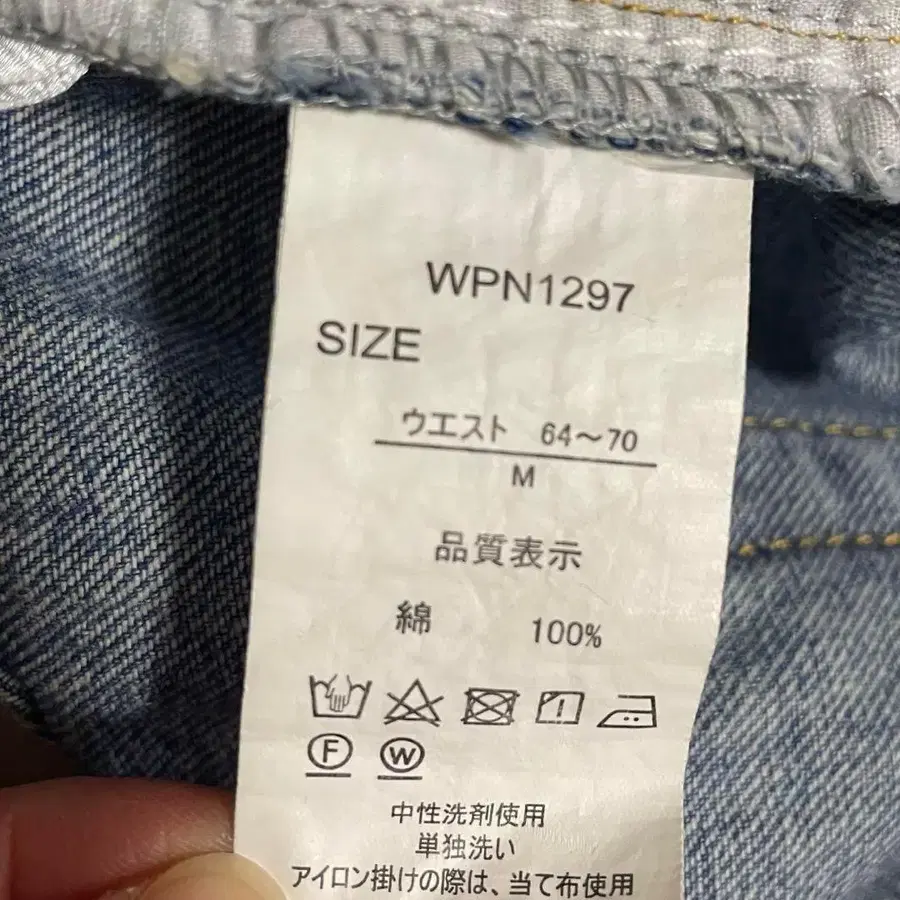 WPN1297
SIZE
ウエスト 64～70
M
品質表示
綿 100%
F W
中性洗剤使用
単独洗い
アイロン掛けの際は、当て布使用